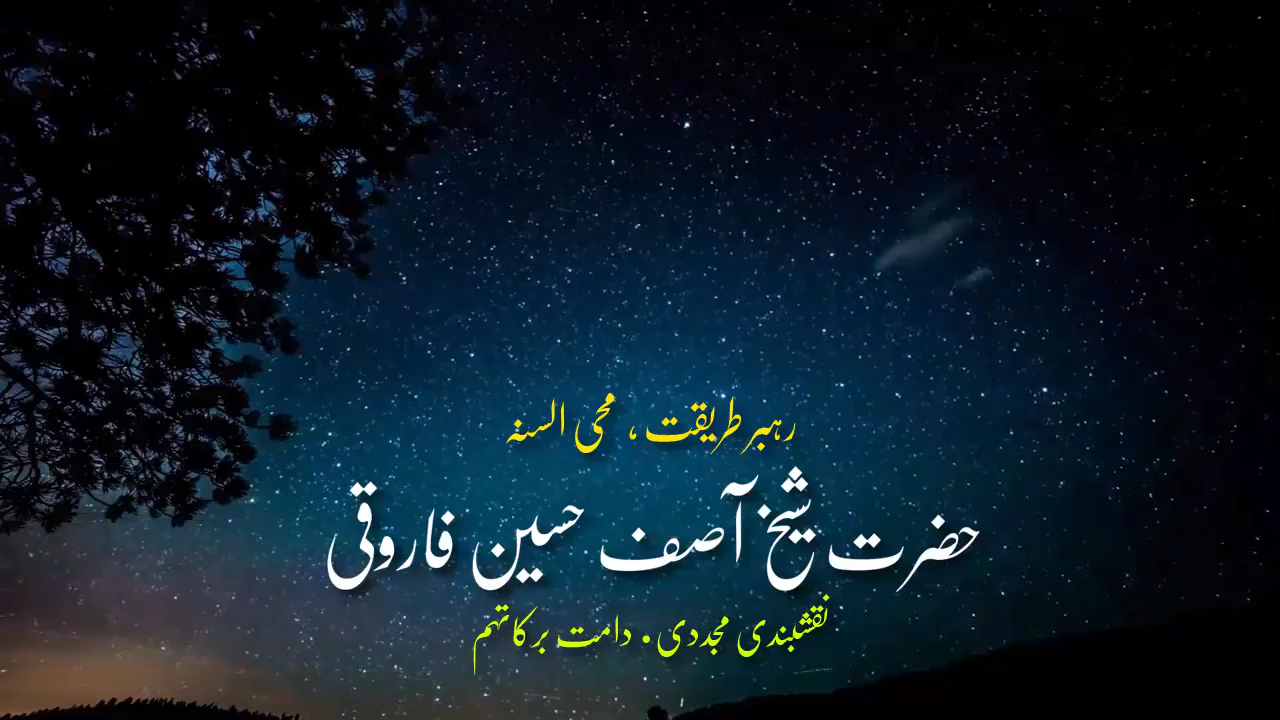 رہبر طریقت، محی السنہ
حضرت شیخ آصف حسین فاروقی
نقشبندی مجددی. دامت برکاتہم